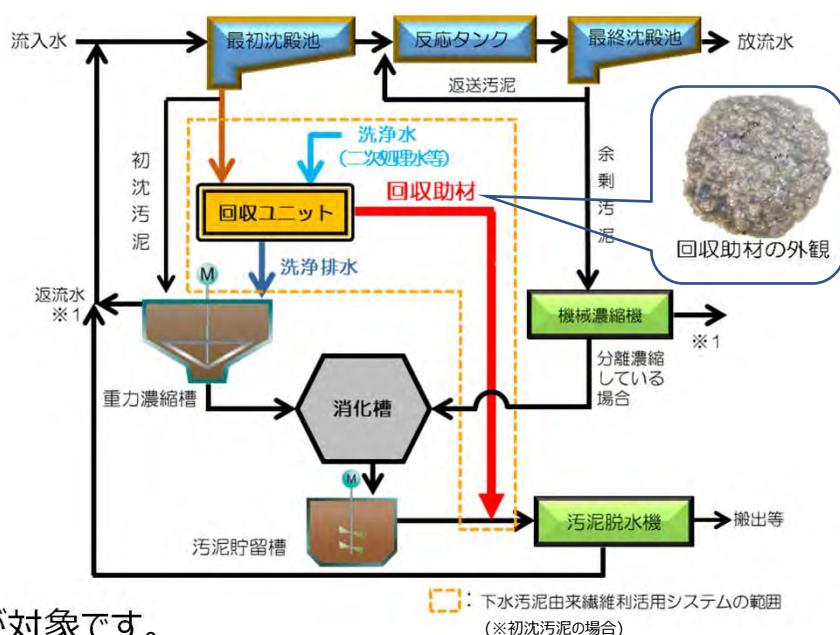 流入水
最初沈殿池
反応タンク
最終沈殿池
放流水
返送汚泥
初沈汚泥
洗浄水
(二次処理水等)
余剰汚泥
回収助材
回収ユニット
回収助材の外観
洗浄排水
M
返流水
※1
機械濃縮機
※1
重力濃縮槽
分離濃縮
している
場合
消化槽
M
汚泥貯留槽
汚泥脱水機
搬出等
:下水汚泥由来繊維利活用システムの範囲
(※初沈汚泥の場合)
が対象です。